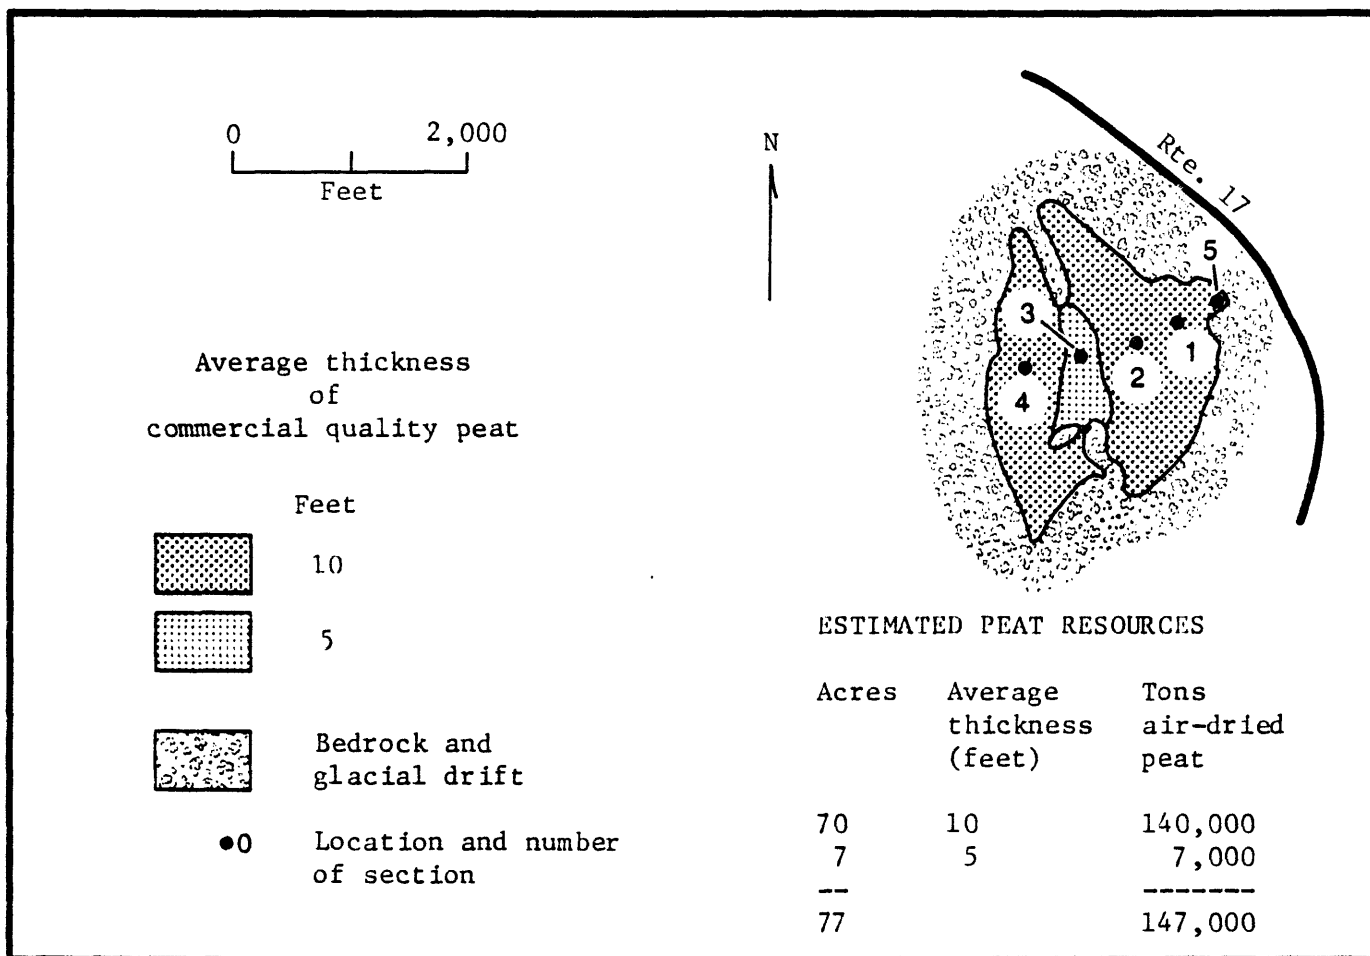 0 2,000
Feet
N
Rte. 17
5
3
1
2
4
Average thickness
of
commercial quality peat
Feet
10
5
Bedrock and
glacial drift
0 Location and number
of section
ESTIMATED PEAT RESOURCES
Acres Average Tons
thickness air-dried
(feet) peat
70 10 140,000
7 5 7,000
-- -------
77 147,000